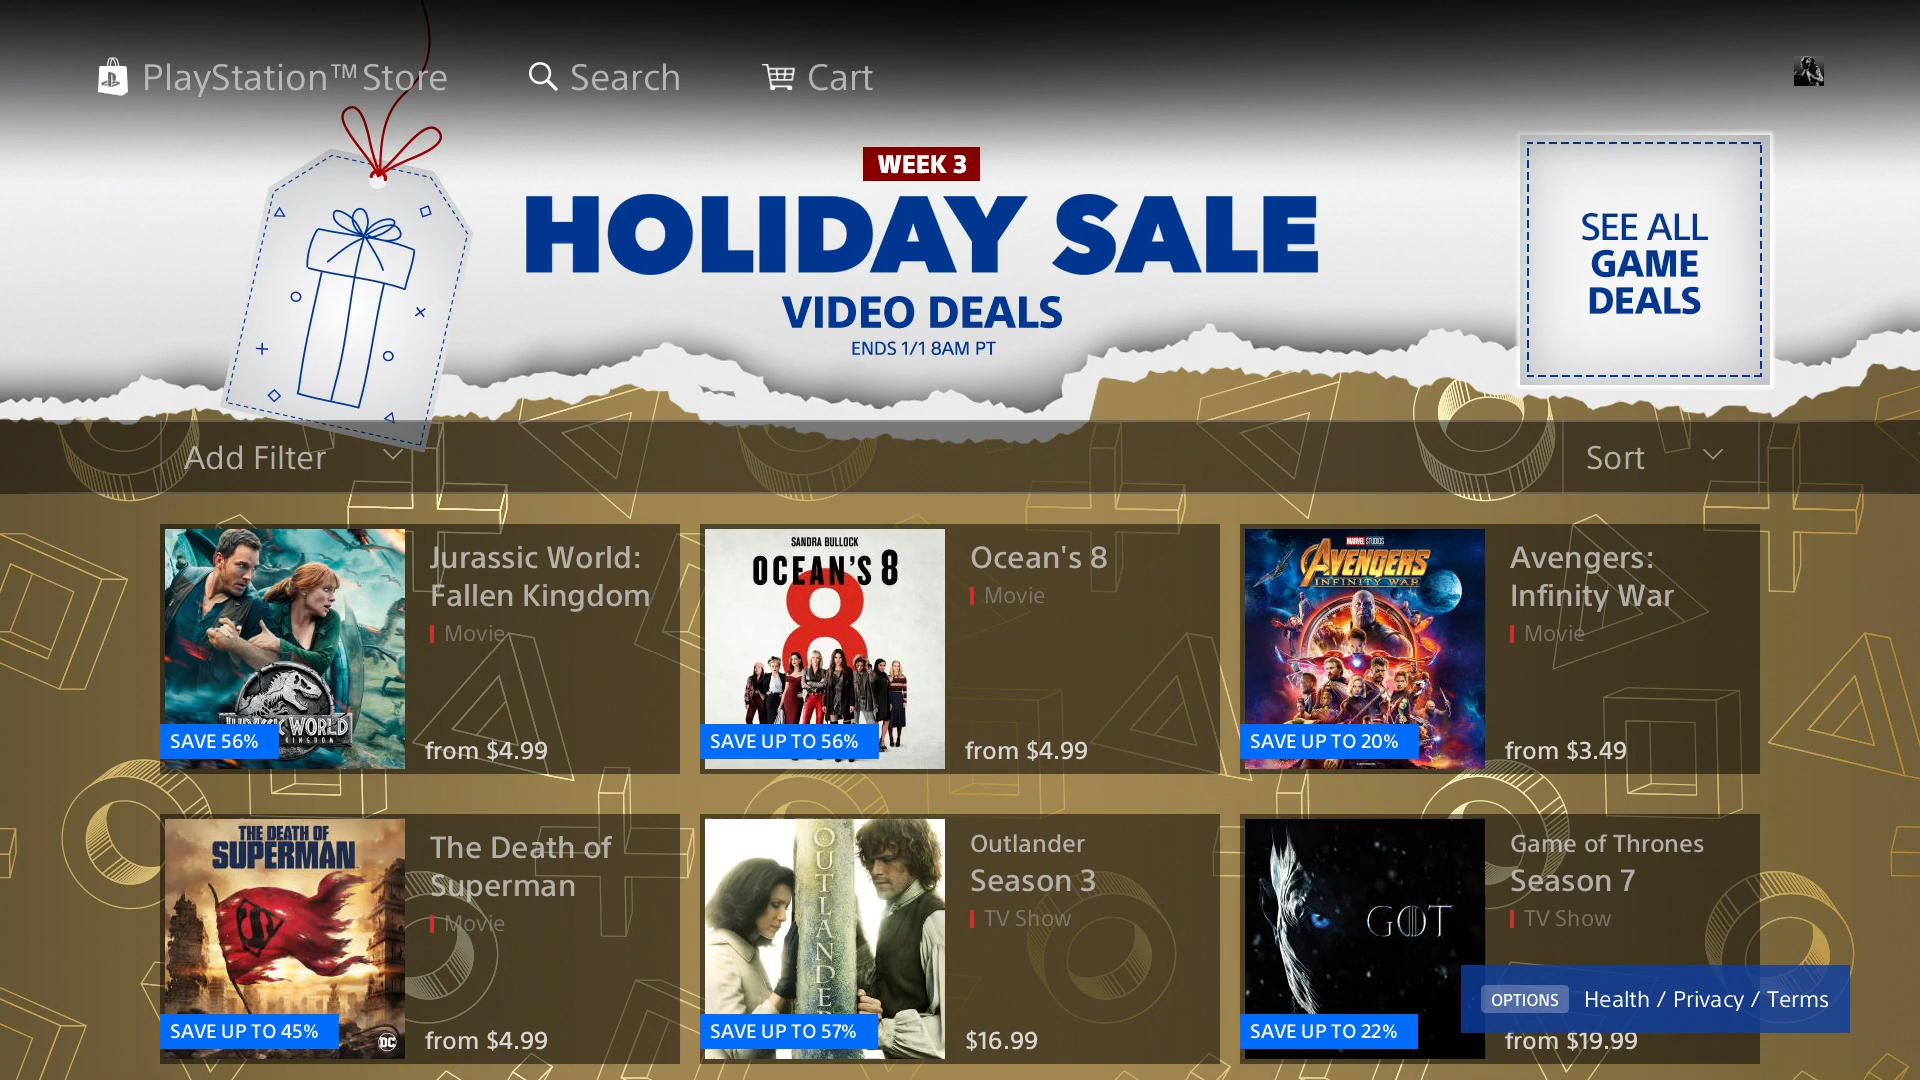 PlayStation™Store
Search
Cart
WEEK 3
HOLIDAY SALE
VIDEO DEALS
ENDS 1/1 8AM PT
SEE ALL
GAME
DEALS
Add Filter
Sort
Jurassic World:
Fallen Kingdom
Movie
SAVE 56%
from $4.99
SANDRA BULLOCK
OCEAN'S 8
8
Ocean's 8
Movie
SAVE UP TO 56%
from $4.99
MARVEL STUDIOS
AVENGERS
INFINITY WAR
Avengers:
Infinity War
Movie
SAVE UP TO 20%
from $3.49
THE DEATH OF
SUPERMAN
DC
The Death of
Superman
Movie
SAVE UP TO 45%
from $4.99
OUTLANDER
Outlander
Season 3
TV Show
SAVE UP TO 57%
$16.99
GOT
Game of Thrones
Season 7
TV Show
SAVE UP TO 22%
from $19.99
OPTIONS Health / Privacy / Terms